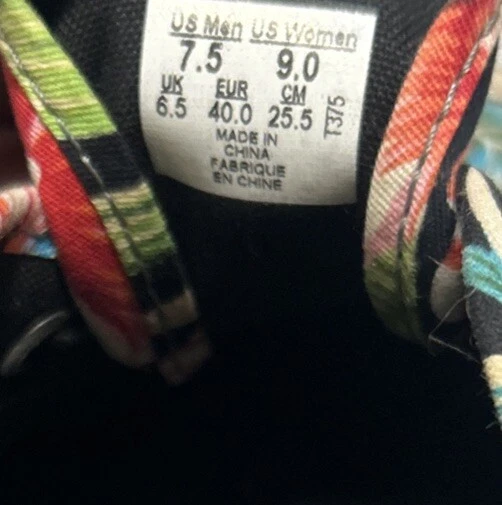 US Men US Women
7.5 9.0
UK EUR CM
6.5 40.0 25.5
1375
MADE IN
CHINA
FABRIQUE
EN CHINE